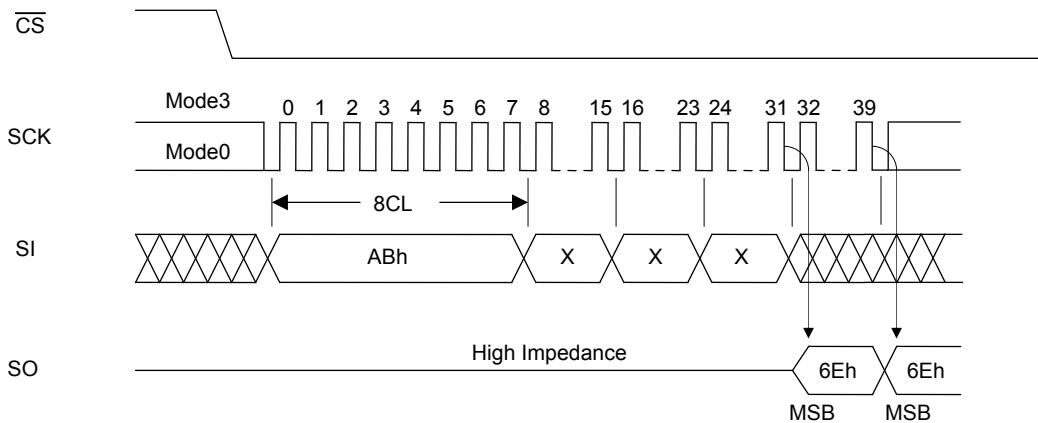 CS
Mode3
0 1 2 3 4 5 6 7 8 15 16 23 24 31 32 39
SCK
Mode0
8CL
SI
ABh X X X
High Impedance
SO
6Eh 6Eh
MSB MSB